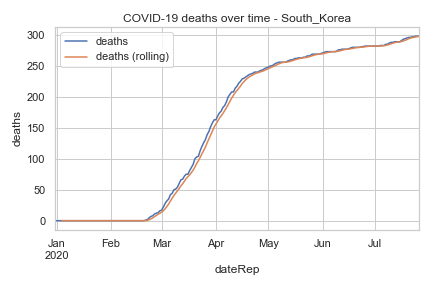 COVID-19 deaths over time - South_Korea
deaths
deaths (rolling)
300
250
200
150
100
50
0
deaths
Jan Feb Mar Apr May Jun Jul
2020
dateRep